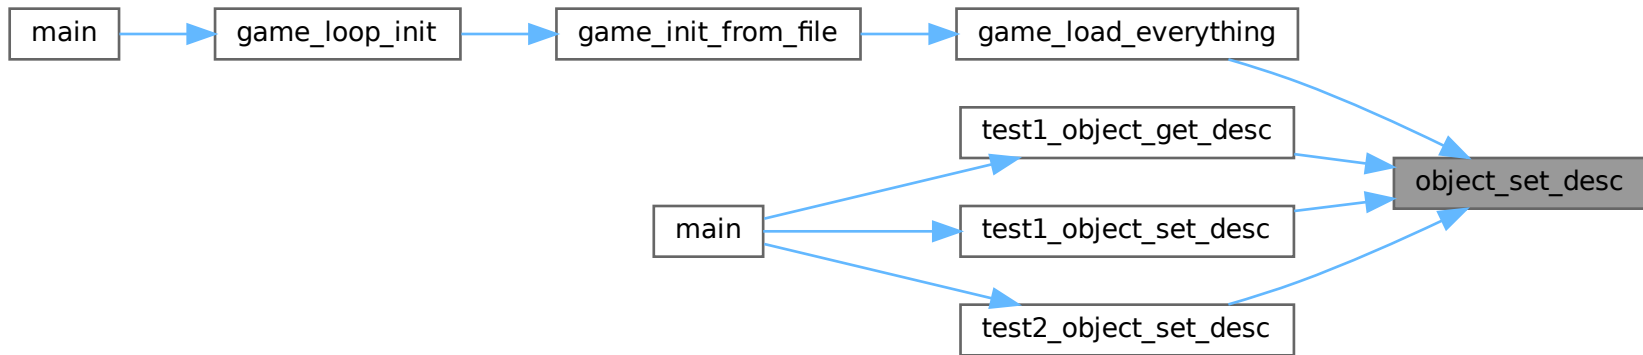 main
game_loop_init
game_init_from_file
game_load_everything
test1_object_get_desc
object_set_desc
main
test1_object_set_desc
test2_object_set_desc